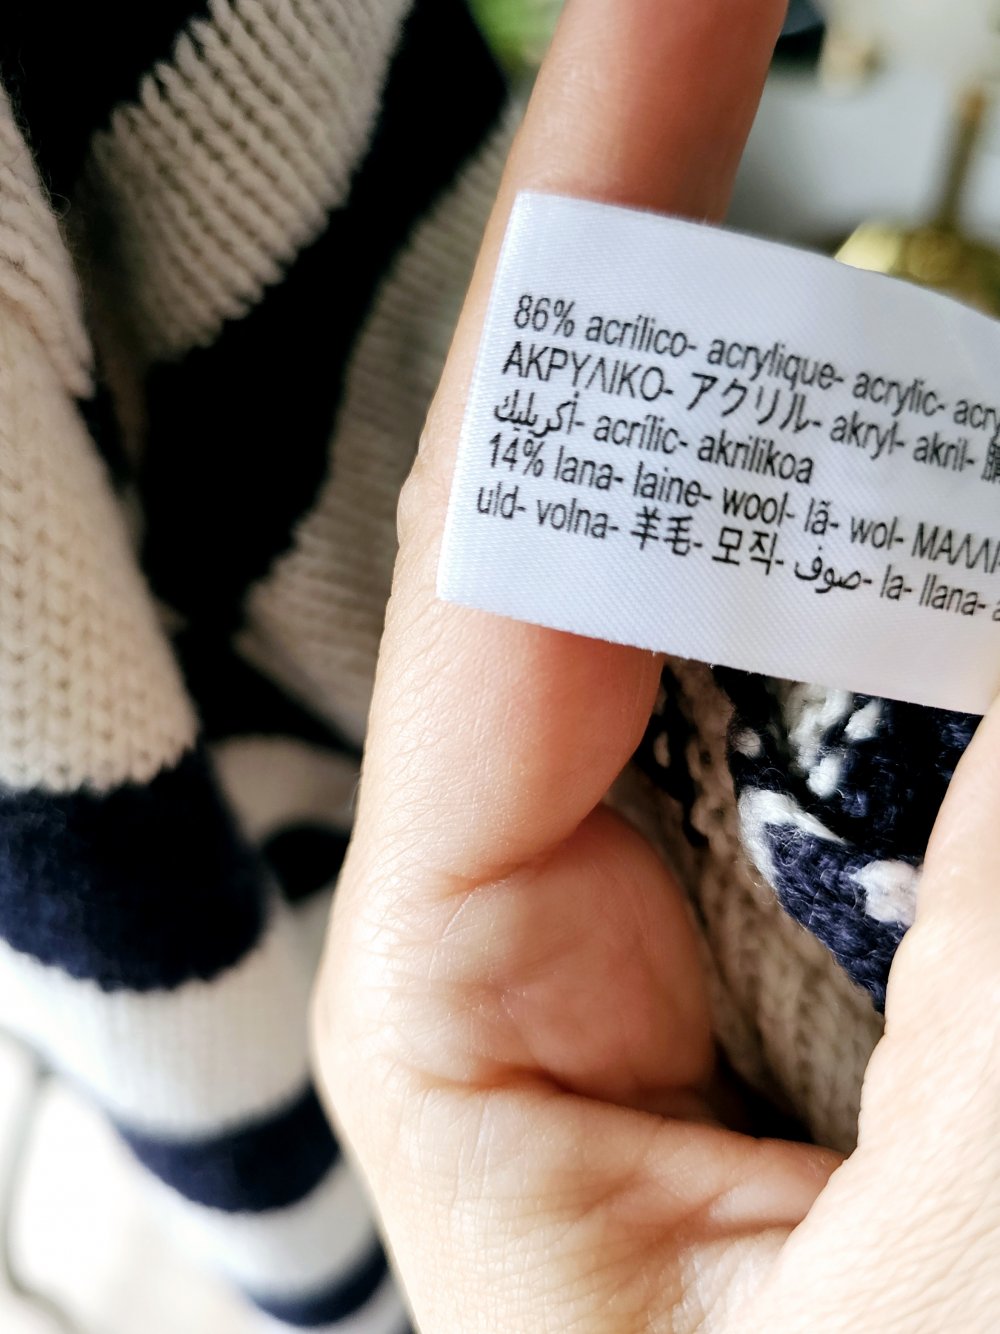 86% acrílico- acrylique- acrylic- acry
ΑΚΡΥΛΙΚΟ- アクリル- akryl- akril-
أكريليك- acrílic- akrilikoa
14% lana- laine- wool- lã- wol- ΜΑΛΛΙ-
uld- volna- 羊毛- 모직- صوف- la- llana-